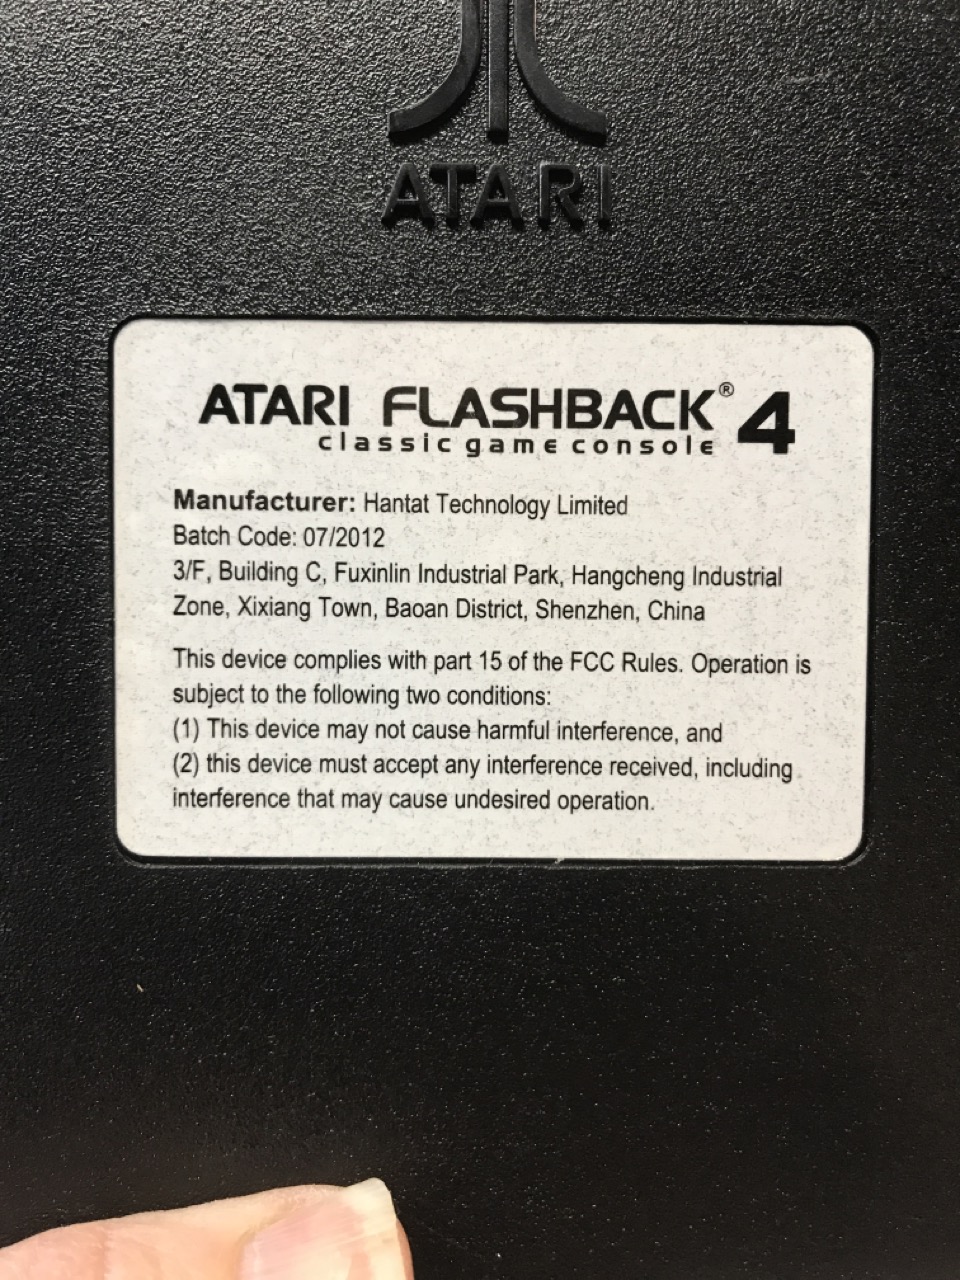 ATARI
ATARI FLASHBACK® 4
classic game console
Manufacturer: Hantat Technology Limited
Batch Code: 07/2012
3/F, Building C, Fuxinlin Industrial Park, Hangcheng Industrial
Zone, Xixiang Town, Baoan District, Shenzhen, China
This device complies with part 15 of the FCC Rules. Operation is
subject to the following two conditions:
(1) This device may not cause harmful interference, and
(2) this device must accept any interference received, including
interference that may cause undesired operation.